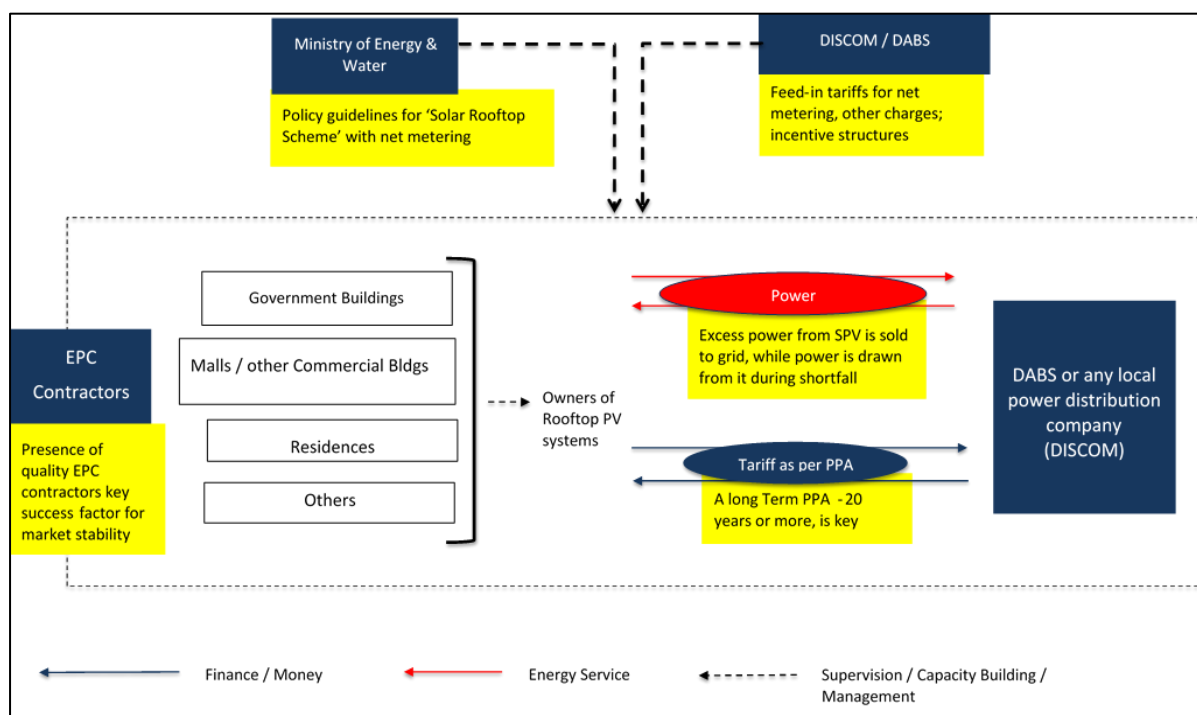 Ministry of Energy &
Water
DISCOM / DABS
Policy guidelines for ‘Solar Rooftop
Scheme’ with net metering
Feed-in tariffs for net
metering, other charges;
incentive structures
EPC
Contractors
Presence of
quality EPC
contractors key
success factor for
market stability
Government Buildings
Malls / other Commercial Bldgs
Residences
Others
Owners of
Rooftop PV
systems
Power
Excess power from SPV is sold
to grid, while power is drawn
from it during shortfall
Tariff as per PPA
A long Term PPA - 20
years or more, is key
DABS or any local
power distribution
company
(DISCOM)
Finance / Money
Energy Service
Supervision / Capacity Building /
Management